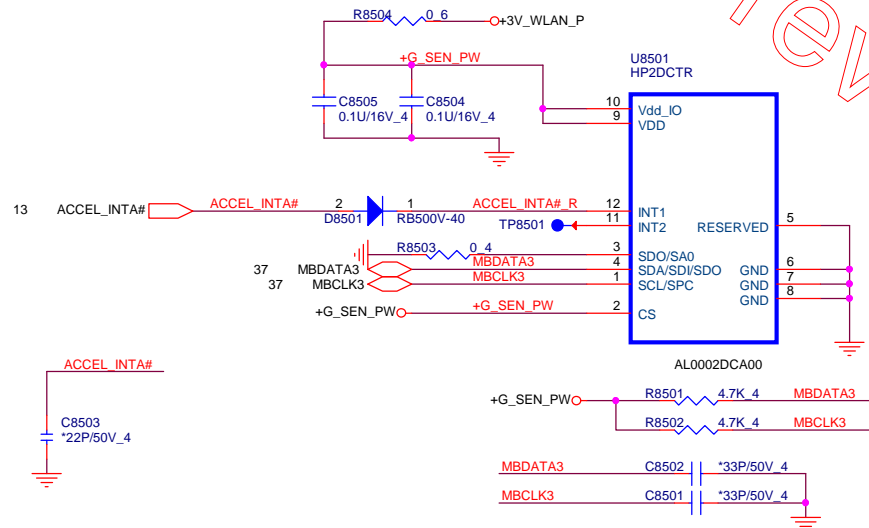 R8504 0_6 +3V_WLAN_P
+G_SEN_PW
C8505
0.1U/16V_4
C8504
0.1U/16V_4
U8501
HP2DCTR
10 Vdd_IO
9 VDD
13 ACCEL_INTA# ACCEL_INTA# 2 D8501 1 RB500V-40 ACCEL_INTA#_R 12 INT1
TP8501 11 INT2
RESERVED 5
R8503 0_4 3 SDO/SA0
37 MBDATA3 MBDATA3 4 SDA/SDI/SDO GND 6
37 MBCLK3 MBCLK3 1 SCL/SPC GND 7
GND 8
+G_SEN_PW +G_SEN_PW 2 CS
AL0002DCA00
ACCEL_INTA#
C8503
*22P/50V_4
+G_SEN_PW R8501 4.7K_4 MBDATA3
R8502 4.7K_4 MBCLK3
MBDATA3 C8502 *33P/50V_4
MBCLK3 C8501 *33P/50V_4